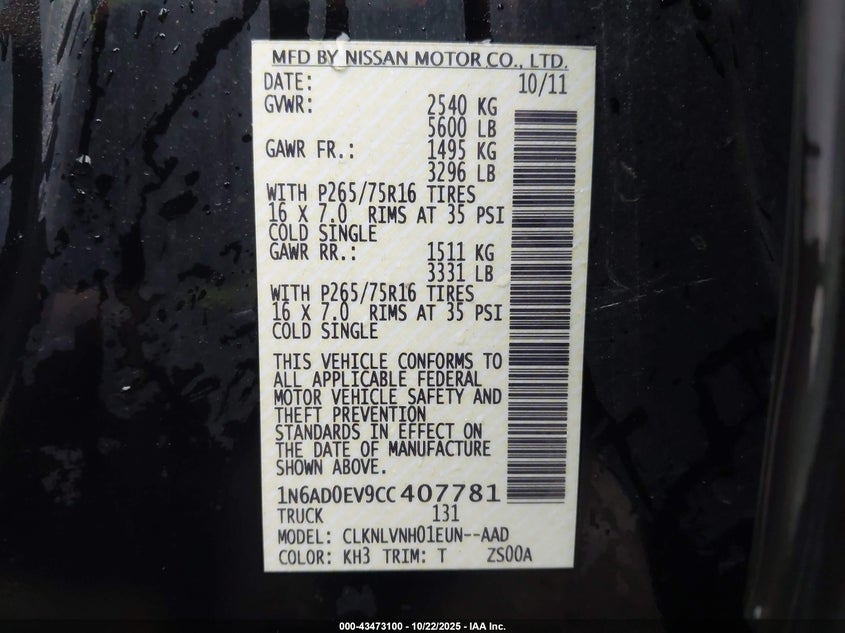 MFD BY NISSAN MOTOR CO., LTD.
DATE: 10/11
GVWR: 2540 KG
5600 LB
GAWR FR.: 1495 KG
3296 LB
WITH P265/75R16 TIRES
16 X 7.0 RIMS AT 35 PSI
COLD SINGLE
GAWR RR.: 1511 KG
3331 LB
WITH P265/75R16 TIRES
16 X 7.0 RIMS AT 35 PSI
COLD SINGLE
THIS VEHICLE CONFORMS TO
ALL APPLICABLE FEDERAL
MOTOR VEHICLE SAFETY AND
THEFT PREVENTION
STANDARDS IN EFFECT ON
THE DATE OF MANUFACTURE
SHOWN ABOVE.
1N6AD0EV9CC407781
TRUCK 131
MODEL: CLKNLVNH01EUN--AAD
COLOR: KH3 TRIM: T ZS00A
000-43473100 - 10/22/2025 - IAA Inc.